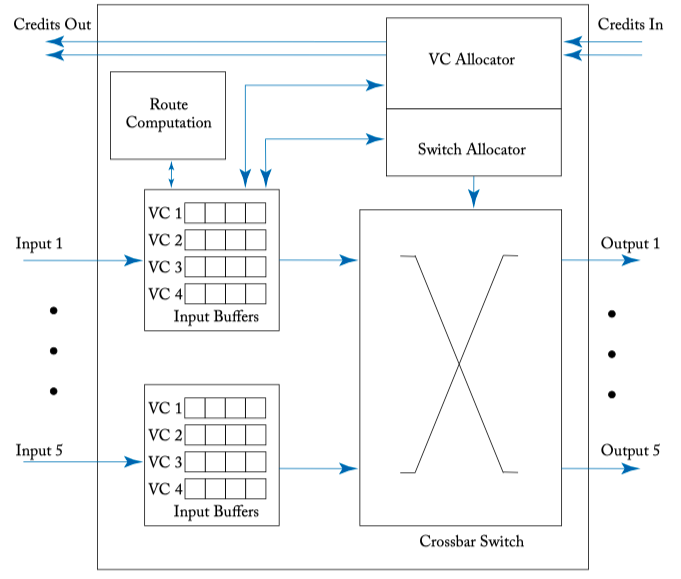 Credits Out
Credits In
VC Allocator
Route
Computation
Switch Allocator
VC 1
VC 2
VC 3
VC 4
Input Buffers
Input 1
Output 1
VC 1
VC 2
VC 3
VC 4
Input Buffers
Input 5
Output 5
Crossbar Switch